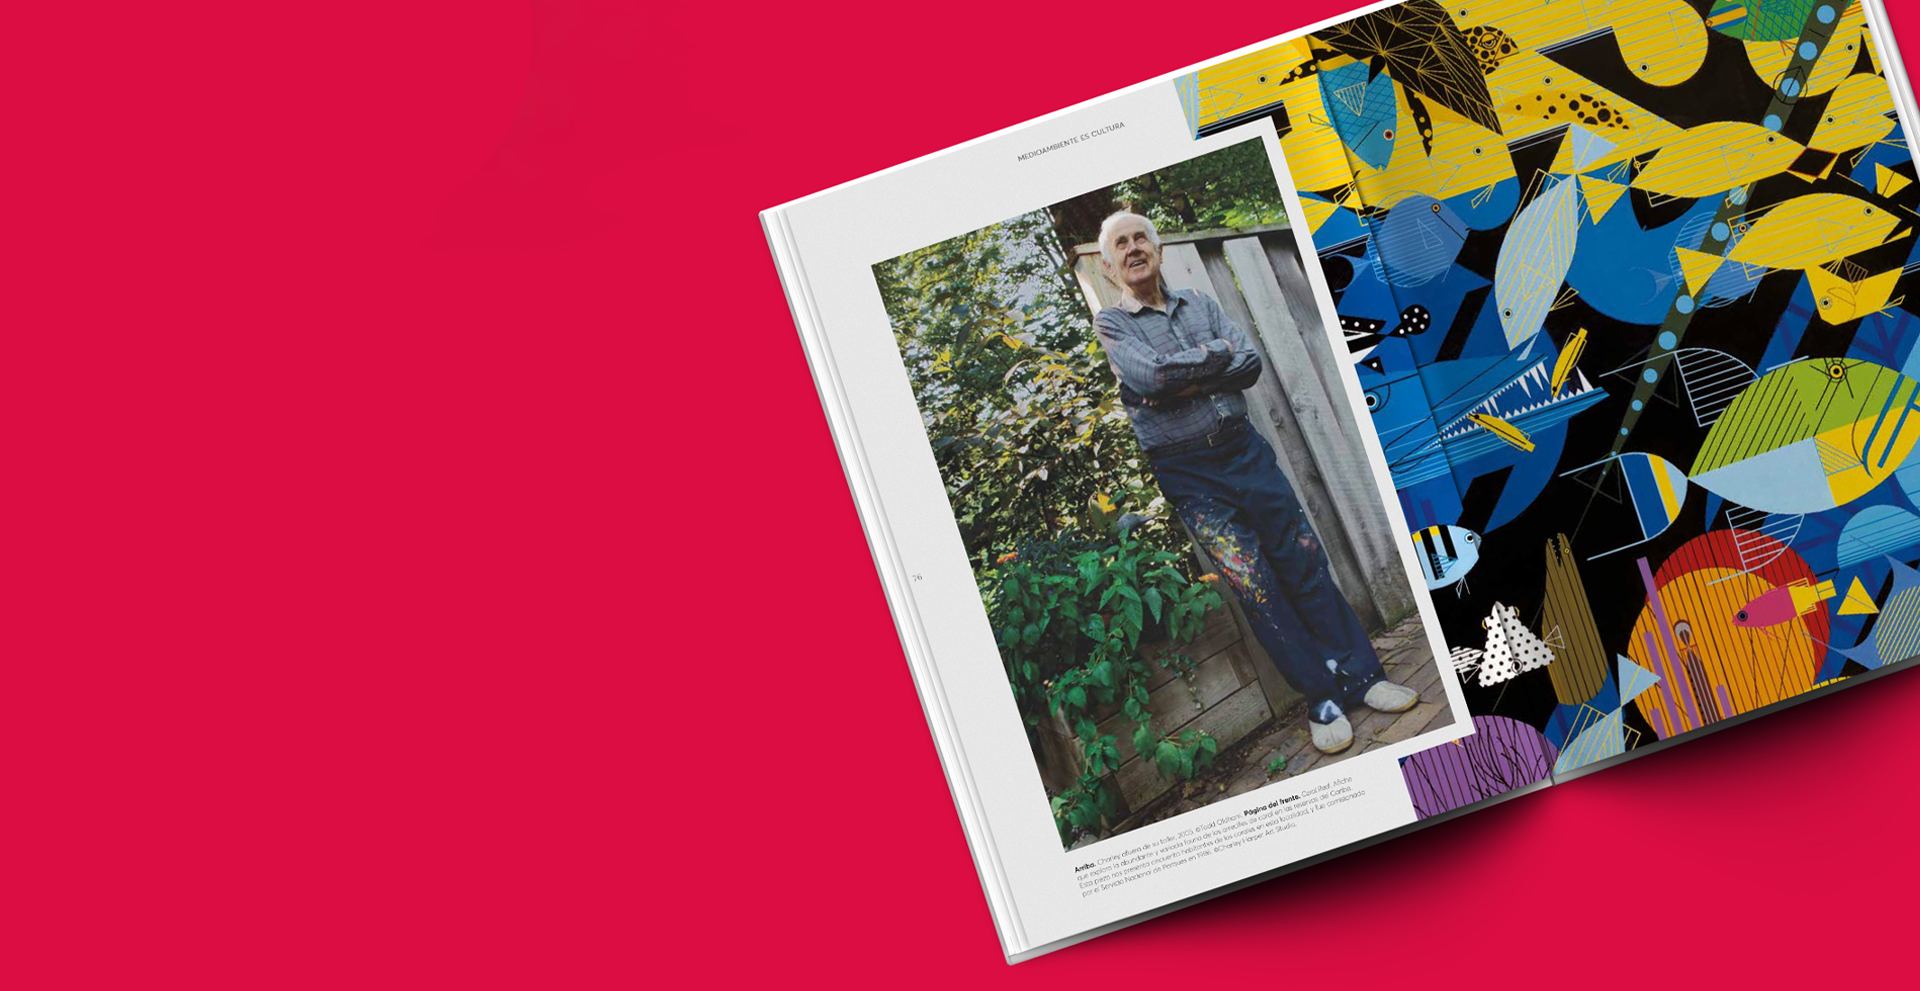 MEDIOAMBIENTE ES CULTURA
76
Arriba. Charley afuera de su taller, 2005. ©Todd Oldham. Página del frente. Coral Reef. Afiche
que explora la abundante y variada fauna de los arrecifes de coral en las reservas del Caribe.
Esta pieza nos presenta cincuenta habitantes de los corales en esta localidad, y fue comisionado
por el Servicio Nacional de Parques en 1986. ©Charley Harper Art Studio.